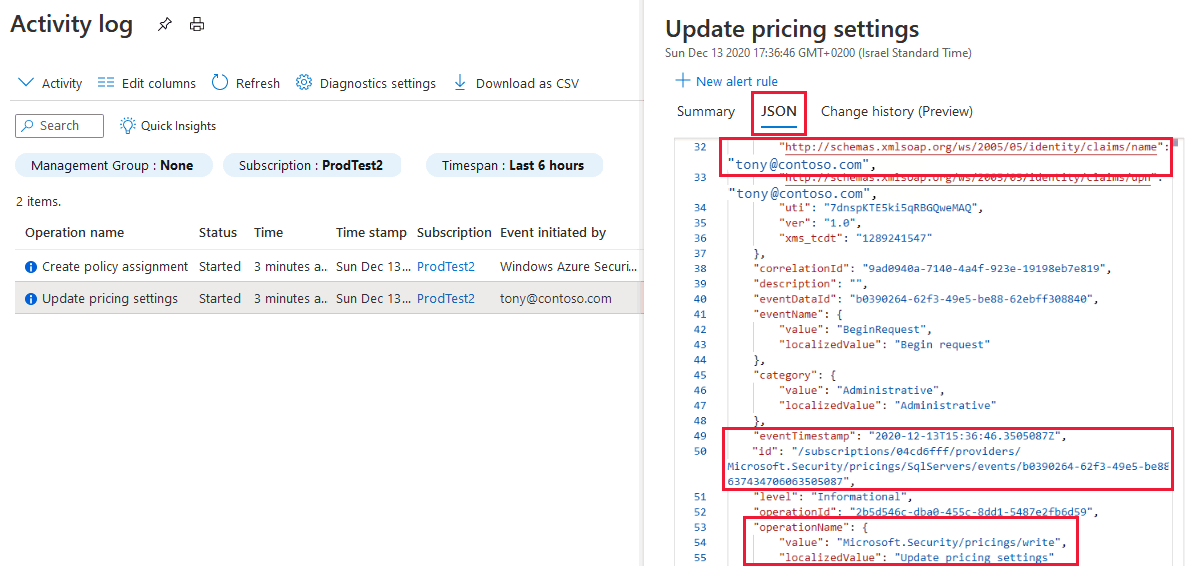 Activity log
Activity Edit columns Refresh Diagnostics settings Download as CSV
Search Quick Insights
Management Group : None Subscription : ProdTest2 Timespan : Last 6 hours
2 items.
Operation name Status Time Time stamp Subscription Event initiated by
Create policy assignment Started 3 minutes a... Sun Dec 13... ProdTest2 Windows Azure Securi...
Update pricing settings Started 3 minutes a... Sun Dec 13... ProdTest2 tony@contoso.com
Update pricing settings
Sun Dec 13 2020 17:36:46 GMT+0200 (Israel Standard Time)
New alert rule
Summary JSON Change history (Preview)
32 "http://schemas.xmlsoap.org/ws/2005/05/identity/claims/name":
"tony@contoso.com",
33 "http://schemas.xmlsoap.org/ws/2005/05/identity/claims/upn":
"tony@contoso.com",
34 "uti": "7dnspKTE5ki5qRBGQweMAQ",
35 "ver": "1.0",
36 "xms_tcdt": "1289241547"
37 },
38 "correlationId": "9ad0940a-7140-4a4f-923e-19198eb7e819",
39 "description": "",
40 "eventDataId": "b0390264-62f3-49e5-be88-62ebff308840",
41 "eventName": {
42 "value": "BeginRequest",
43 "localizedValue": "Begin request"
44 },
45 "category": {
46 "value": "Administrative",
47 "localizedValue": "Administrative"
48 },
49 "eventTimestamp": "2020-12-13T15:36:46.3505087Z",
50 "id": "/subscriptions/04cd6fff/providers/
Microsoft.Security/pricings/SqlServers/events/b0390264-62f3-49e5-be88
637434706063505087",
51 "level": "Informational",
52 "operationId": "2b5d546c-dba0-455c-8dd1-5487e2fb6d59",
53 "operationName": {
54 "value": "Microsoft.Security/pricings/write",
55 "localizedValue": "Update pricing settings"